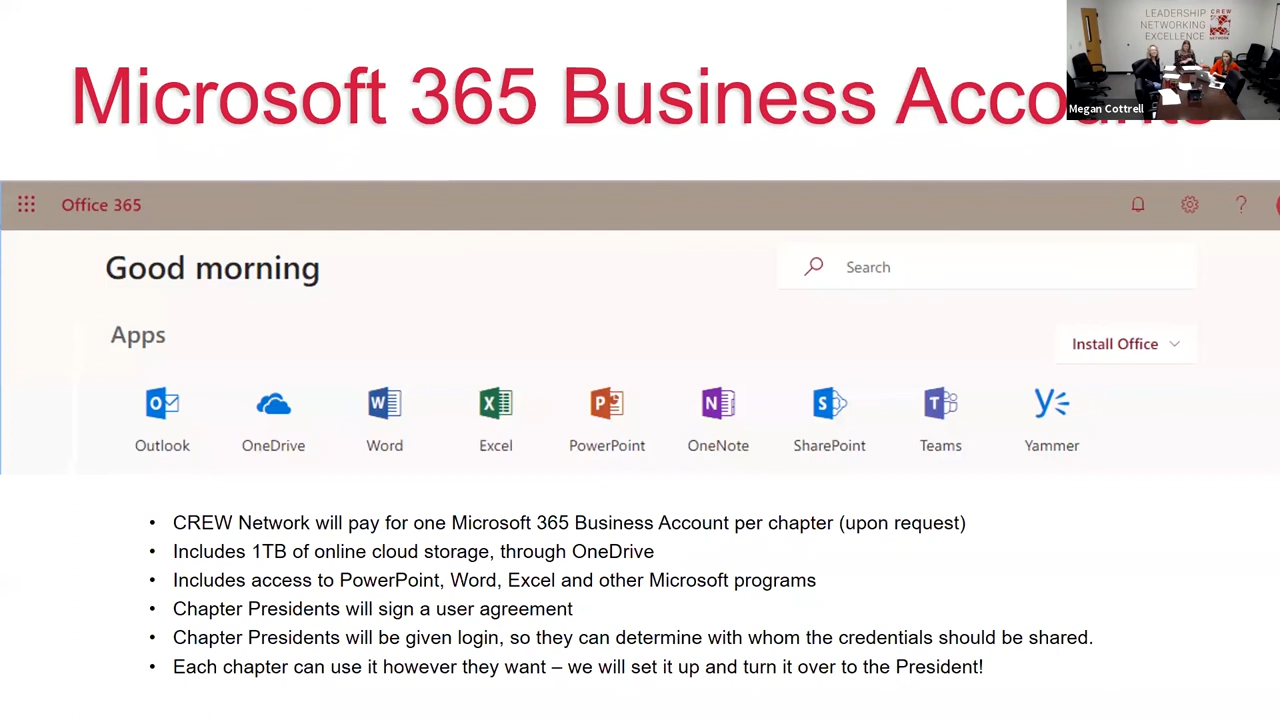 Microsoft 365 Business Accounts
LEADERSHIP
NETWORKING
EXCELLENCE
CREW
NETWORK
Megan Cottrell
Office 365
Good morning
Search
Apps
Install Office
Outlook
OneDrive
Word
Excel
PowerPoint
OneNote
SharePoint
Teams
Yammer
• CREW Network will pay for one Microsoft 365 Business Account per chapter (upon request)
• Includes 1TB of online cloud storage, through OneDrive
• Includes access to PowerPoint, Word, Excel and other Microsoft programs
• Chapter Presidents will sign a user agreement
• Chapter Presidents will be given login, so they can determine with whom the credentials should be shared.
• Each chapter can use it however they want – we will set it up and turn it over to the President!